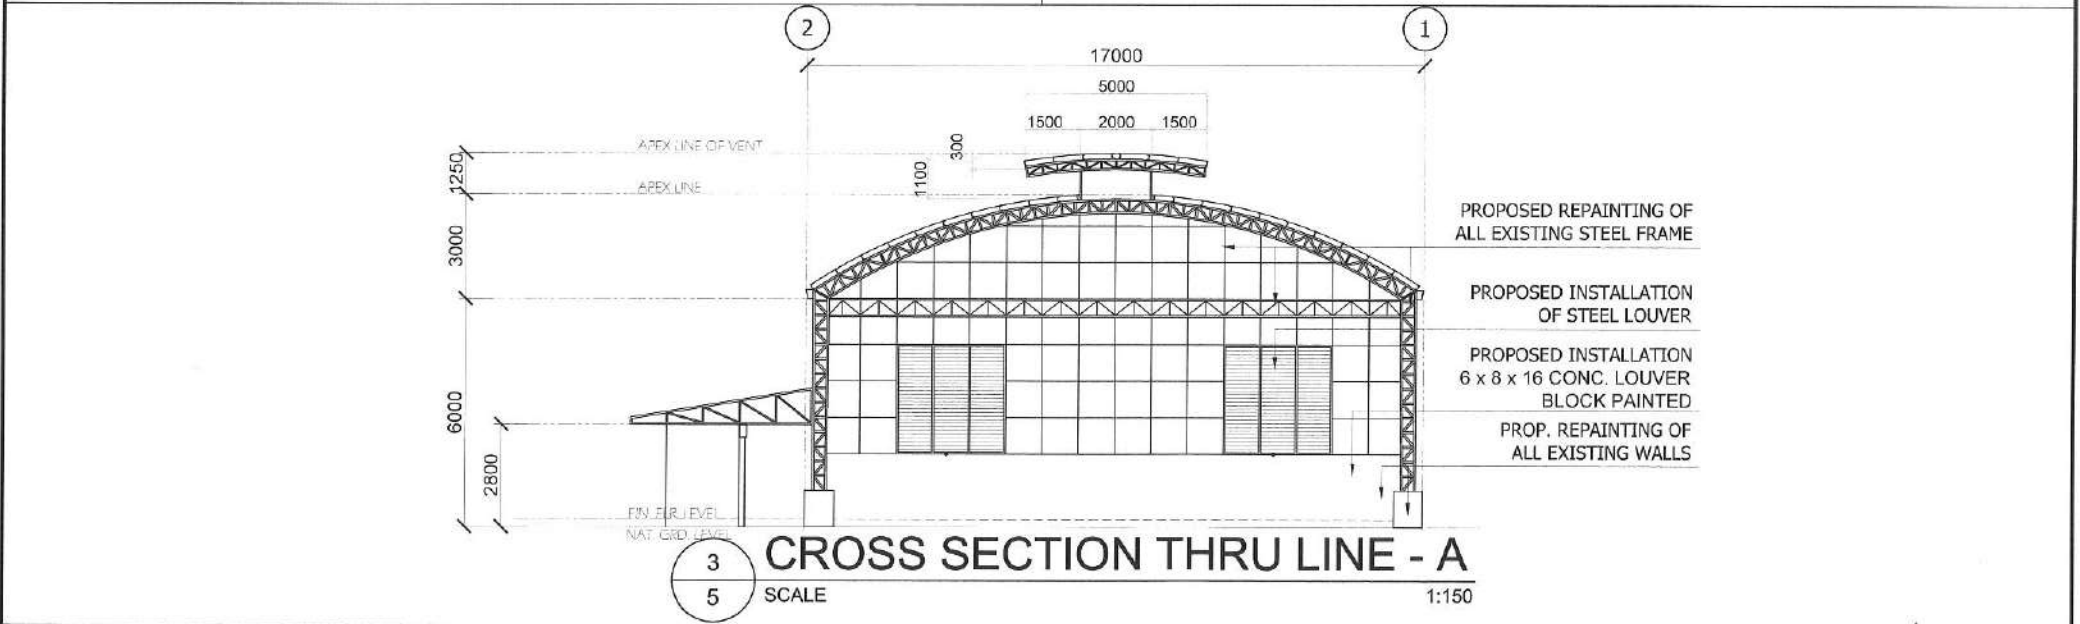 2
1
17000
5000
1500 2000 1500
300
1100
APEX LINE OF VENT
APEX LINE
1250
3000
6000
2800
PROPOSED REPAINTING OF
ALL EXISTING STEEL FRAME
PROPOSED INSTALLATION
OF STEEL LOUVER
PROPOSED INSTALLATION
6 x 8 x 16 CONC. LOUVER
BLOCK PAINTED
PROP. REPAINTING OF
ALL EXISTING WALLS
FIN. FLR. LEVEL
NAT. GRD. LEVEL
3
5
CROSS SECTION THRU LINE - A
SCALE 1:150